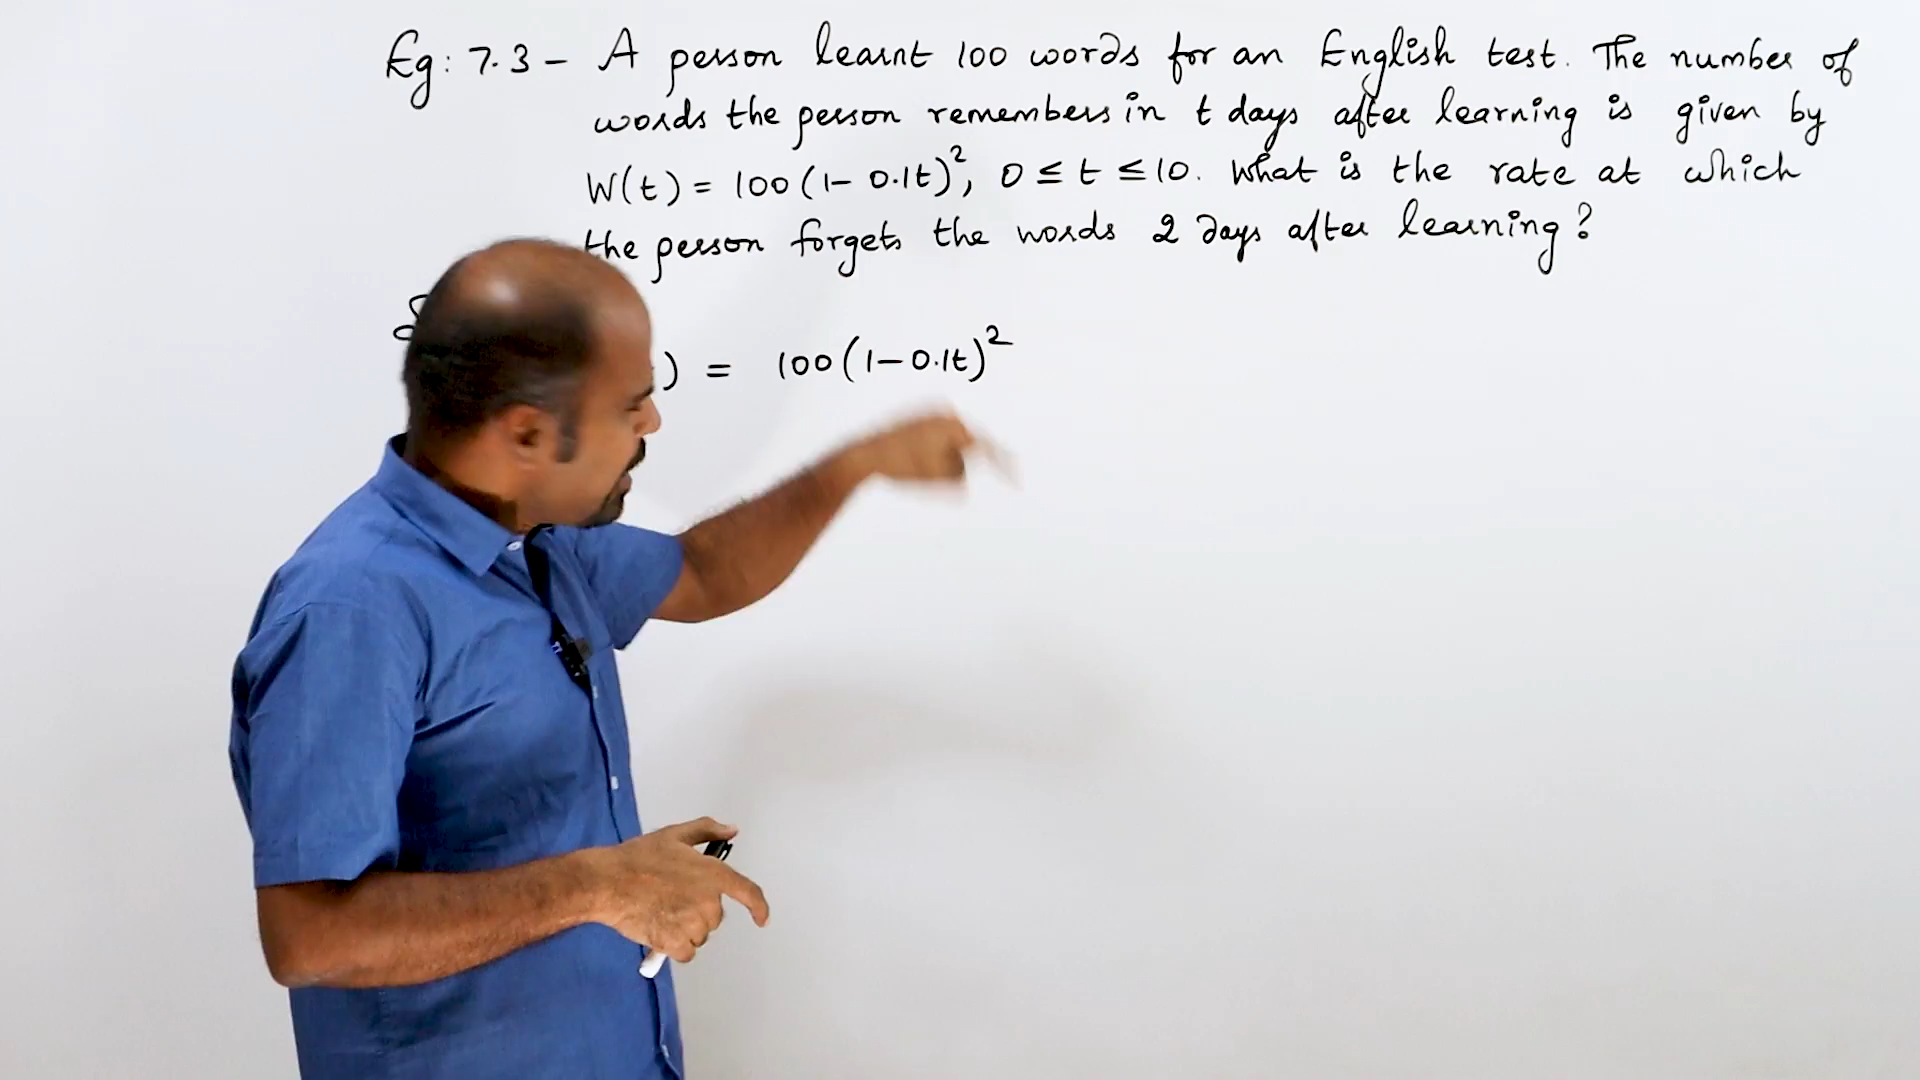 Eg: 7.3 - A person learnt 100 words for an English test. The number of
words the person remembers in t days after learning is given by
W(t) = 100(1- 0.1t)², 0 ≤ t ≤ 10. What is the rate at which
the person forgets the words 2 days after learning?
) = 100(1-0.1t)²